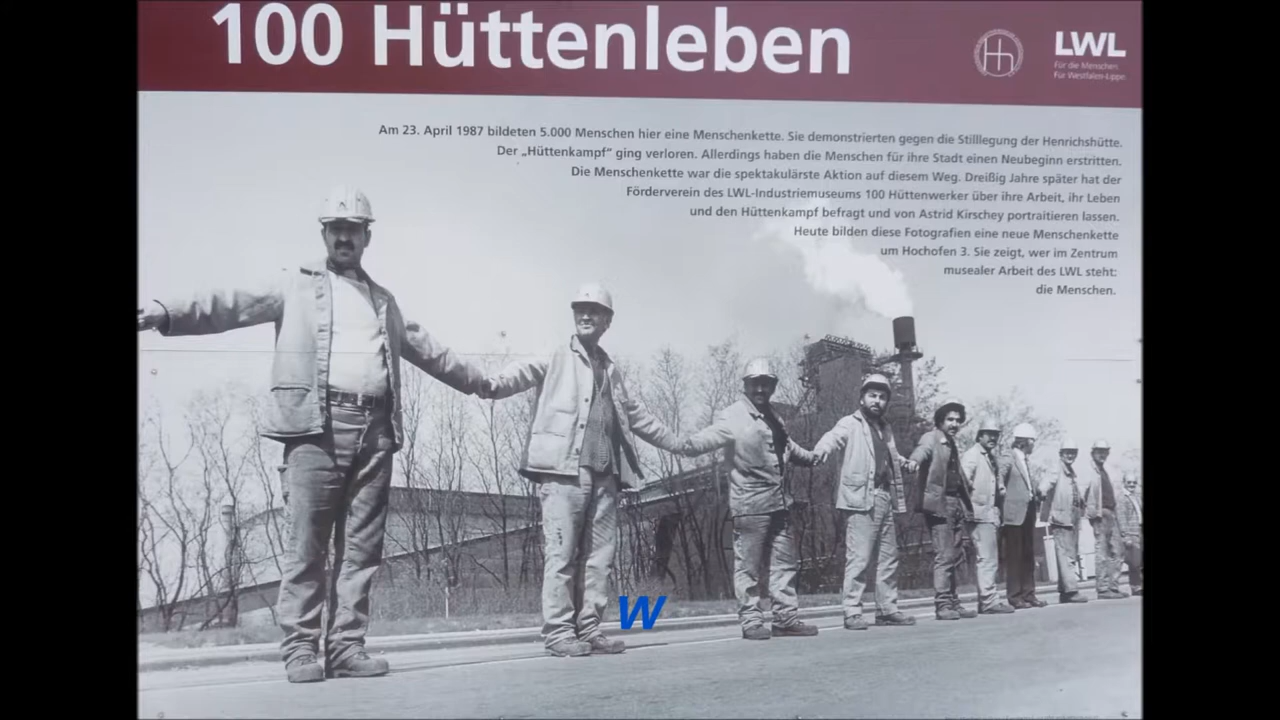 100 Hüttenleben
LWL
Für die Menschen.
Für Westfalen-Lippe.
Am 23. April 1987 bildeten 5.000 Menschen hier eine Menschenkette. Sie demonstrierten gegen die Stilllegung der Henrichshütte.
Der „Hüttenkampf“ ging verloren. Allerdings haben die Menschen für ihre Stadt einen Neubeginn erstritten.
Die Menschenkette war die spektakulärste Aktion auf diesem Weg. Dreißig Jahre später hat der
Förderverein des LWL-Industriemuseums 100 Hüttenwerker über ihre Arbeit, ihr Leben
und den Hüttenkampf befragt und von Astrid Kirschey portraitieren lassen.
Heute bilden diese Fotografien eine neue Menschenkette
um Hochofen 3. Sie zeigt, wer im Zentrum
musealer Arbeit des LWL steht:
die Menschen.
W